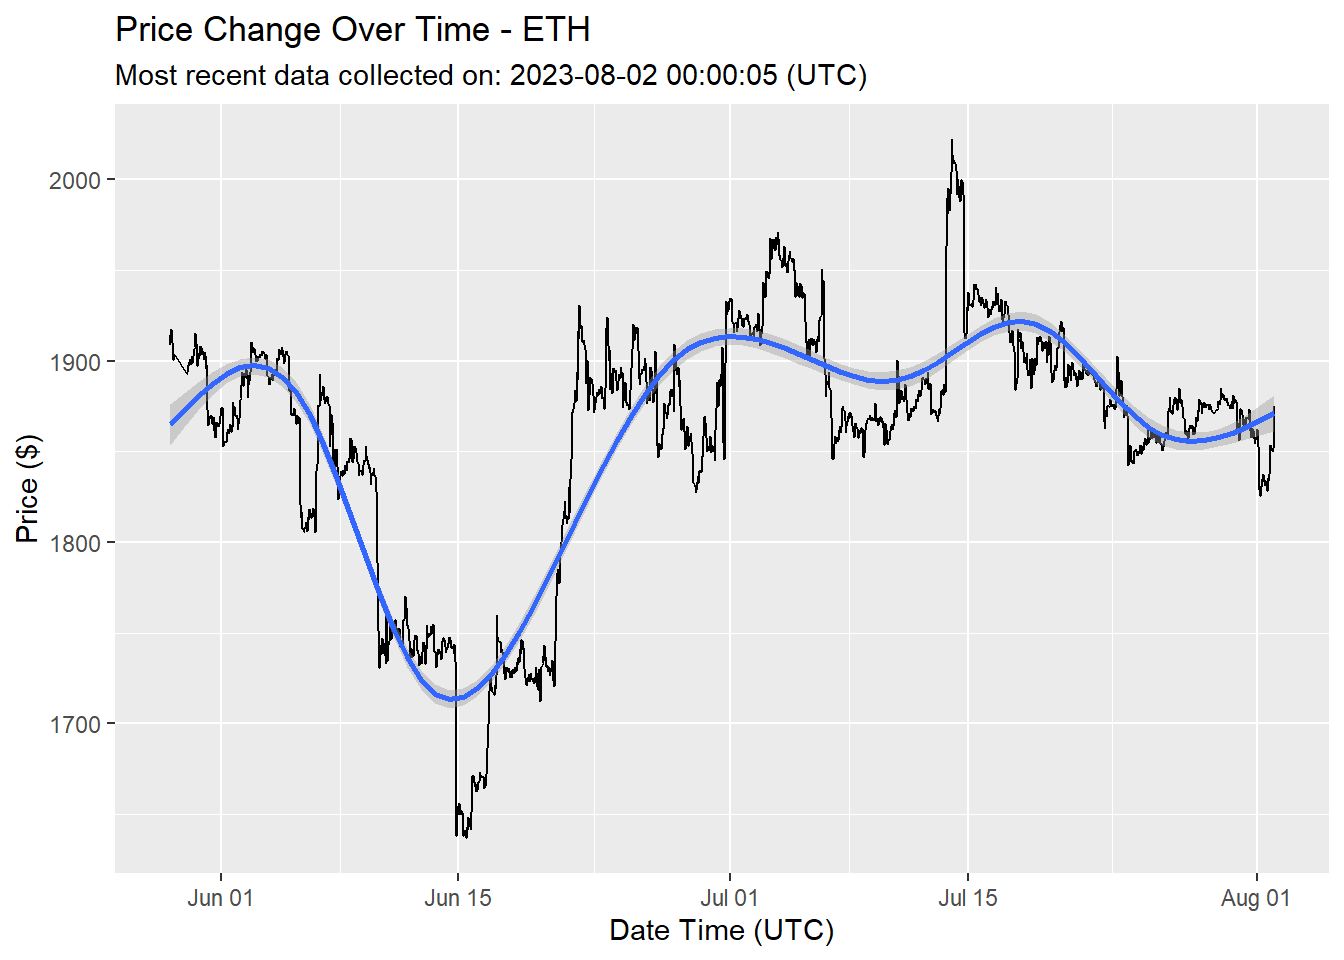 Price Change Over Time - ETH
Most recent data collected on: 2023-08-02 00:00:05 (UTC)
2000
1900
1800
1700
Price ($)
Jun 01
Jun 15
Jul 01
Jul 15
Aug 01
Date Time (UTC)